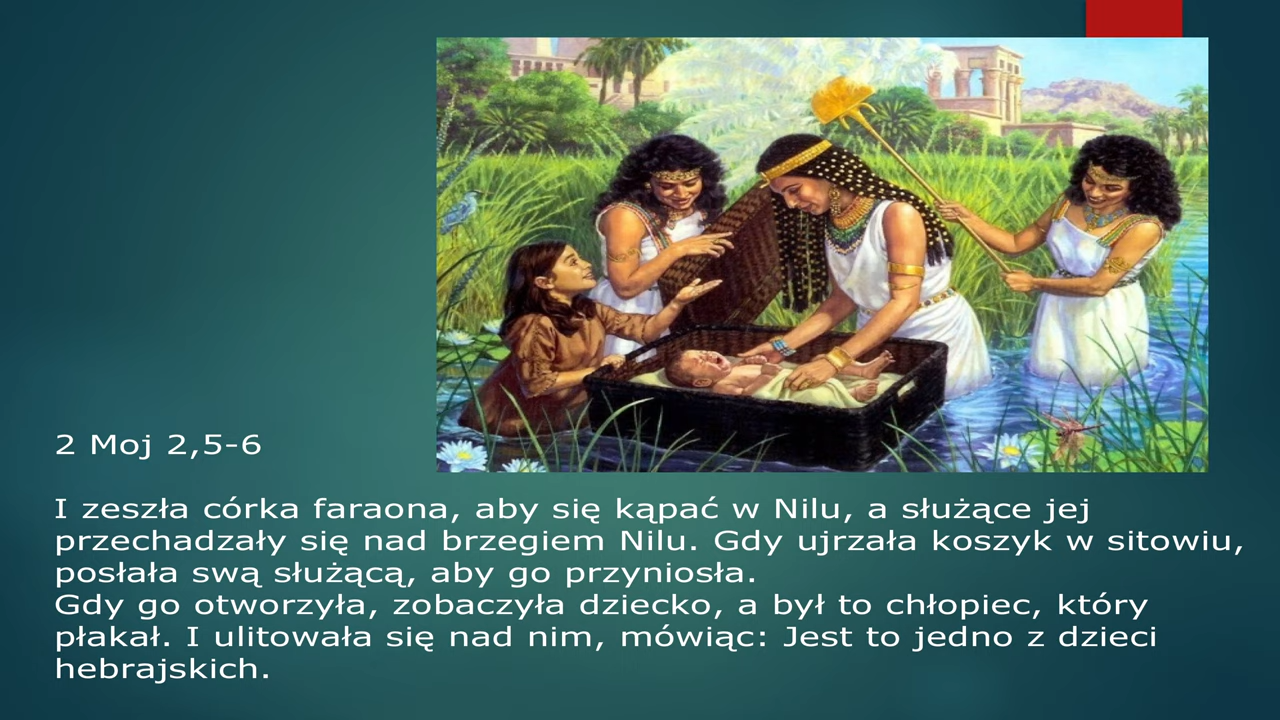 2 Moj 2,5-6
I zeszła córka faraona, aby się kąpać w Nilu, a służące jej
przechadzały się nad brzegiem Nilu. Gdy ujrzała koszyk w sitowiu,
posłała swą służącą, aby go przyniosła.
Gdy go otworzyła, zobaczyła dziecko, a był to chłopiec, który
płakał. I ulitowała się nad nim, mówiąc: Jest to jedno z dzieci
hebrajskich.